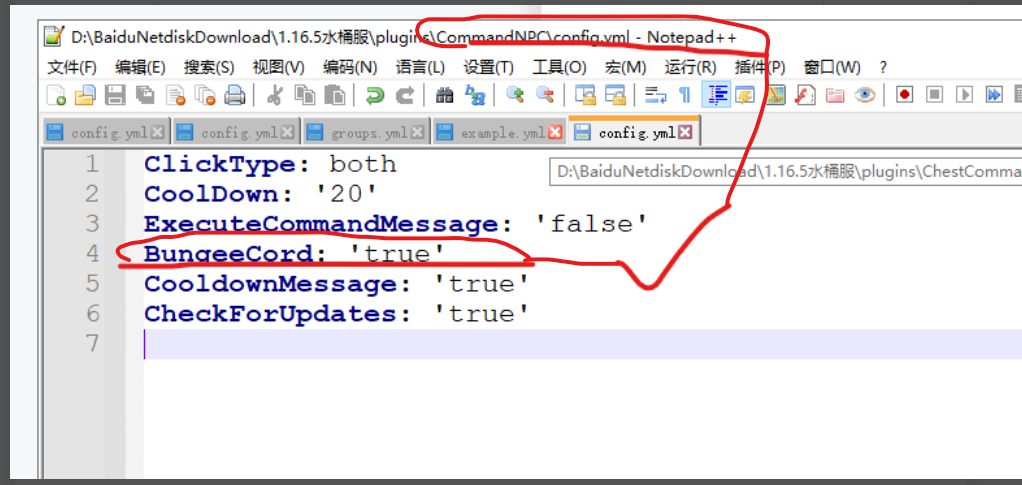 D:\BaiduNetdiskDownload\1.16.5水桶服\plugins\CommandNPC\config.yml - Notepad++
文件(F) 编辑(E) 搜索(S) 视图(V) 编码(N) 语言(L) 设置(T) 工具(O) 宏(M) 运行(R) 插件(P) 窗口(W) ?
config.yml config.yml groups.yml example.yml config.yml
D:\BaiduNetdiskDownload\1.16.5水桶服\plugins\ChestComma
1 ClickType: both
2 CoolDown: '20'
3 ExecuteCommandMessage: 'false'
4 BungeeCord: 'true'
5 CooldownMessage: 'true'
6 CheckForUpdates: 'true'
7